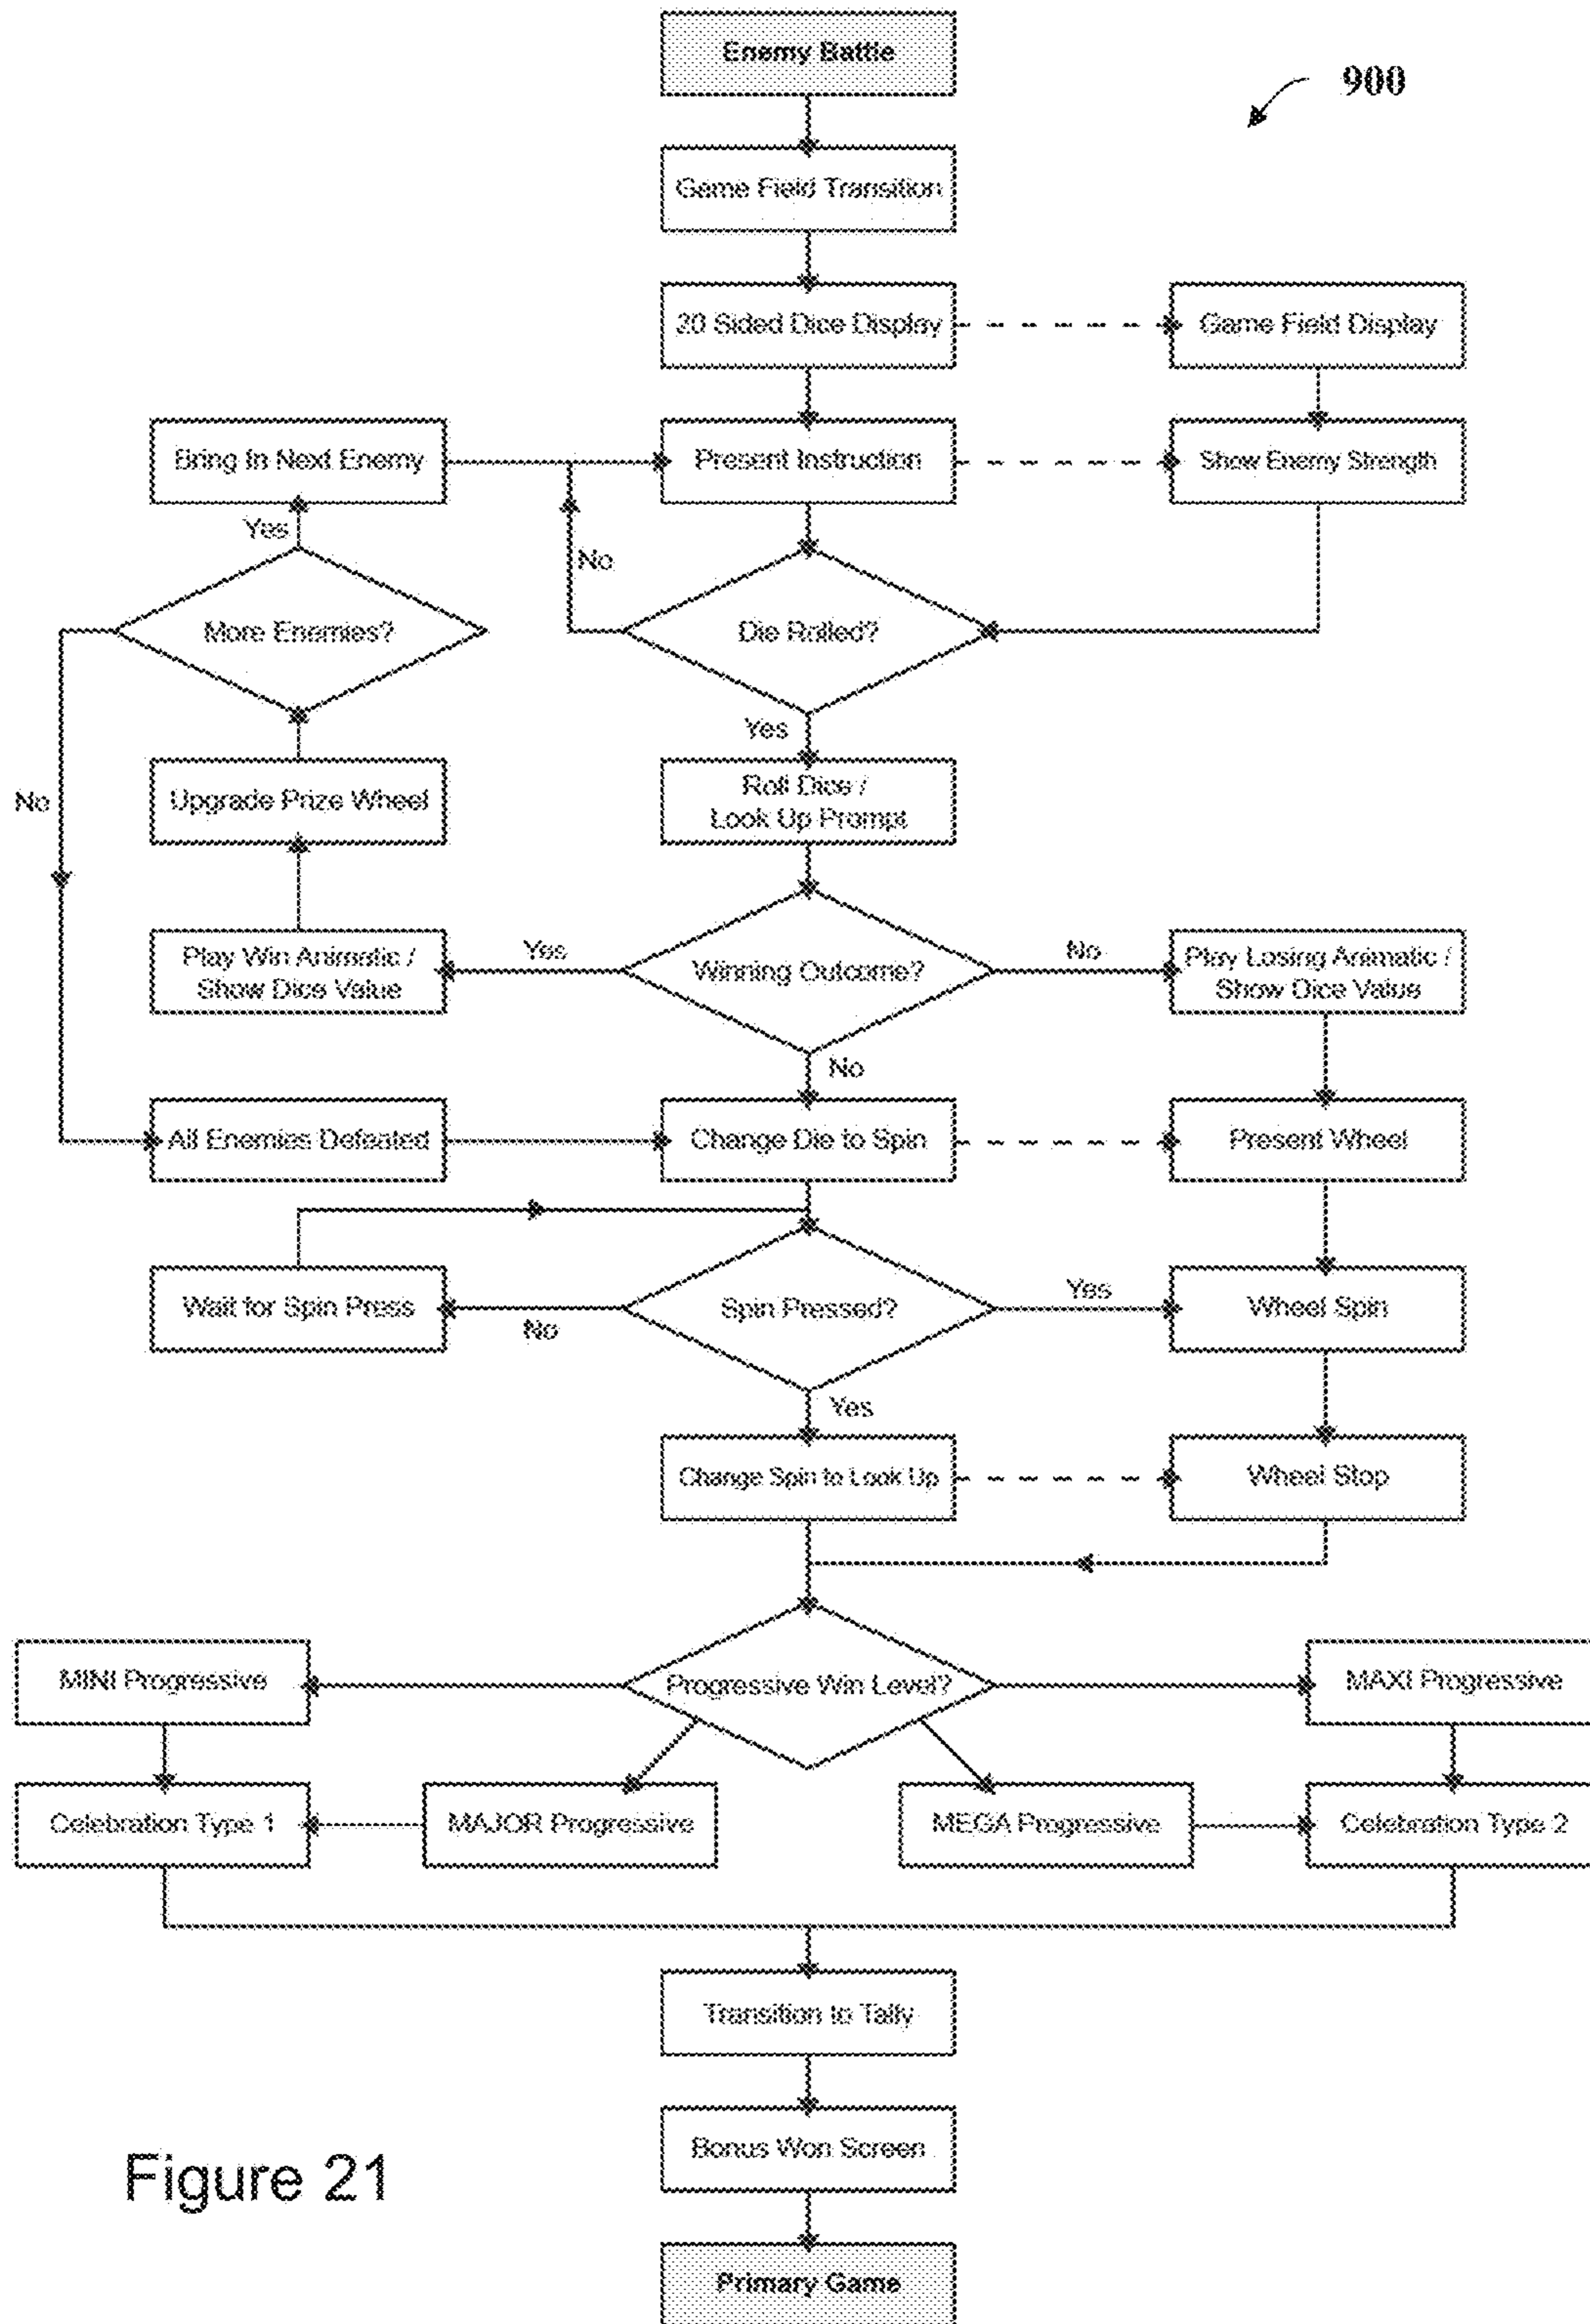 Enemy Battle
900
Game Field Transition
20 Sided Dice Display
Game Field Display
Bring In Next Enemy
Present Instruction
Show Enemy Strength
Yes
No
More Enemies?
Die Rolled?
Yes
No
Upgrade Prize Wheel
Roll Dice /
Look Up Prompt
Play Win Animatic /
Show Dice Value
Yes
Winning Outcome?
No
Play Losing Animatic /
Show Dice Value
No
All Enemies Defeated
Change Die to Spin
Present Wheel
Wait for Spin Press
No
Spin Pressed?
Yes
Wheel Spin
Yes
Change Spin to Look Up
Wheel Stop
MINI Progressive
Progressive Win Level?
MAXI Progressive
Celebration Type 1
MAJOR Progressive
MEGA Progressive
Celebration Type 2
Transition to Tally
Bonus Won Screen
Figure 21
Primary Game